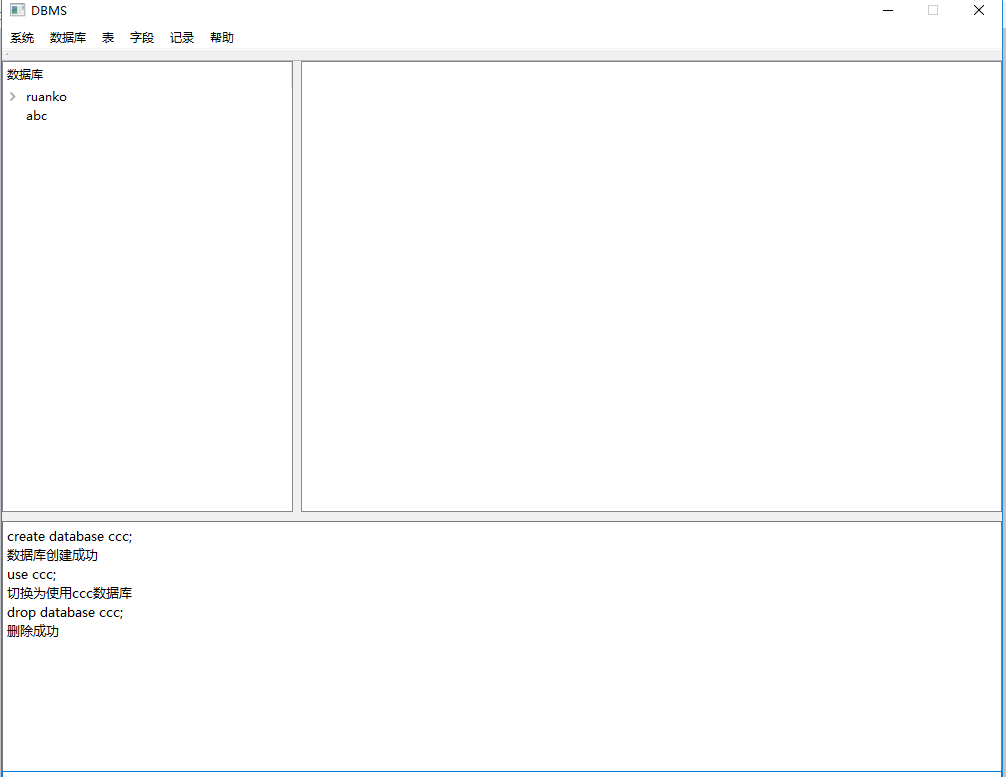 DBMS
系统 数据库 表 字段 记录 帮助
数据库
ruanko
abc
create database ccc;
数据库创建成功
use ccc;
切换为使用ccc数据库
drop database ccc;
删除成功